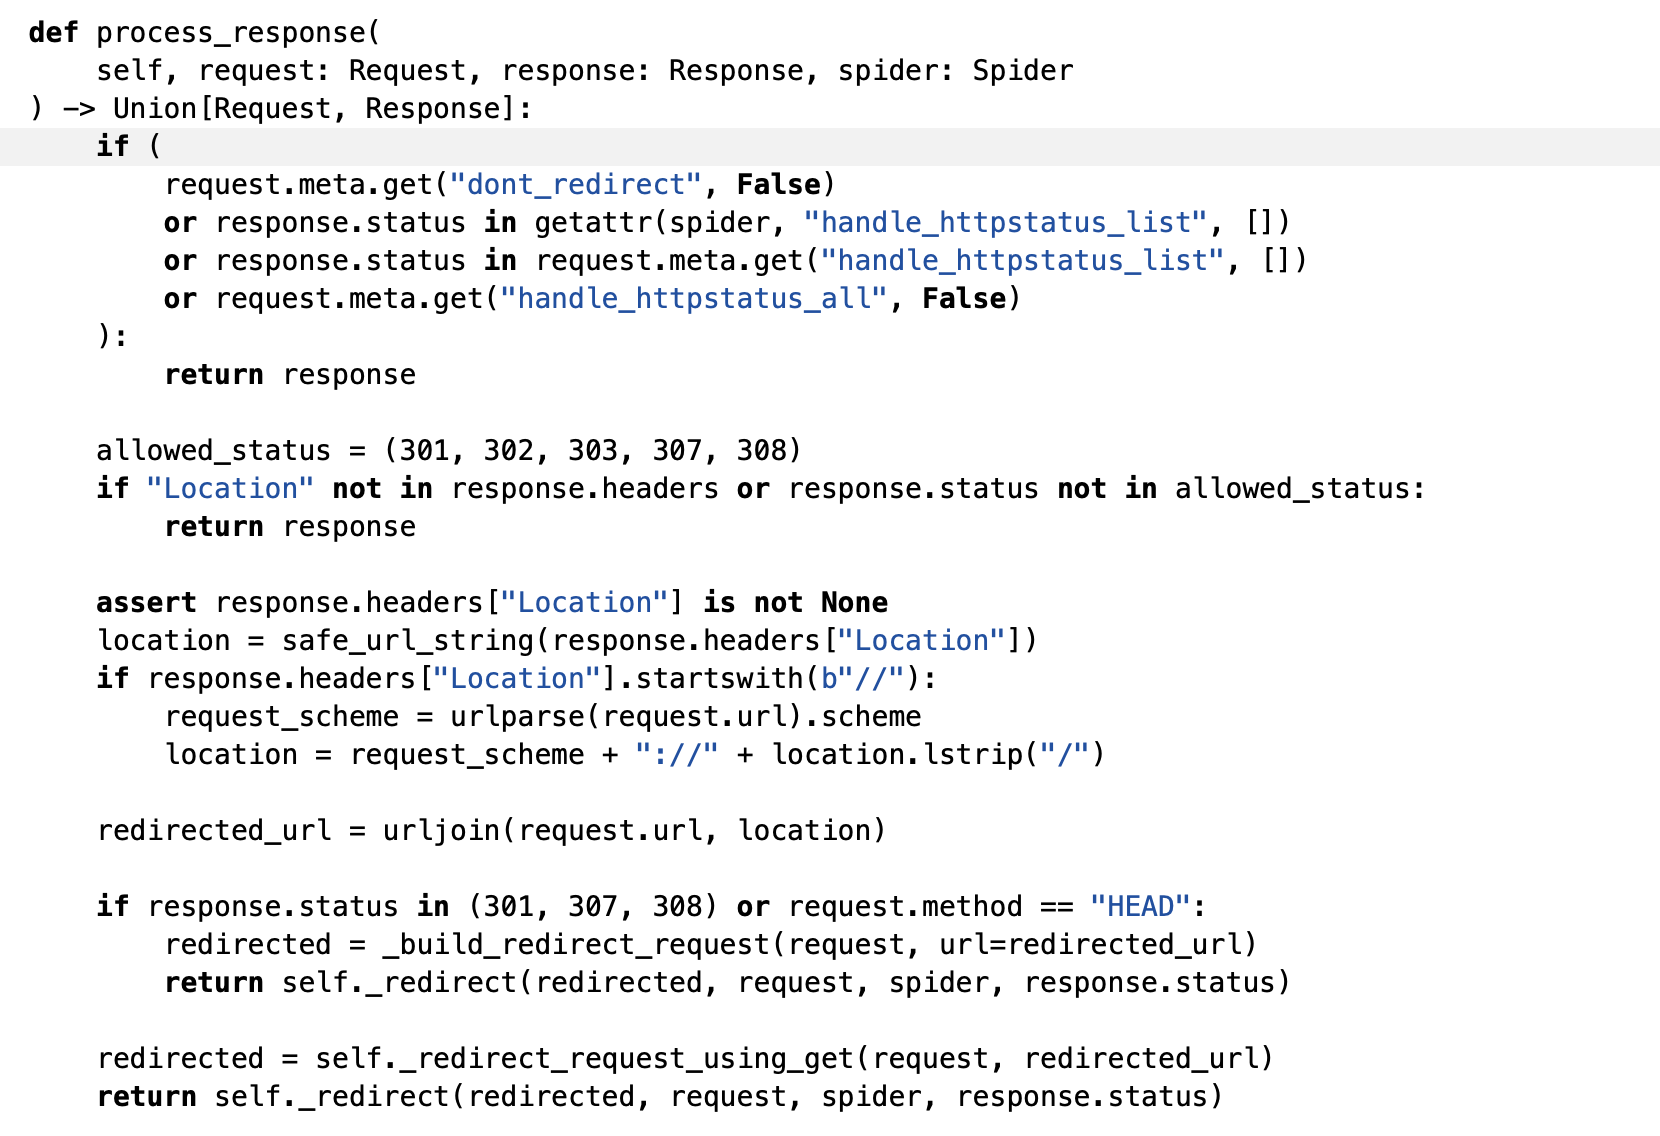 def process_response(
    self, request: Request, response: Response, spider: Spider
) -> Union[Request, Response]:
    if (
        request.meta.get("dont_redirect", False)
        or response.status in getattr(spider, "handle_httpstatus_list", [])
        or response.status in request.meta.get("handle_httpstatus_list", [])
        or request.meta.get("handle_httpstatus_all", False)
    ):
        return response

    allowed_status = (301, 302, 303, 307, 308)
    if "Location" not in response.headers or response.status not in allowed_status:
        return response

    assert response.headers["Location"] is not None
    location = safe_url_string(response.headers["Location"])
    if response.headers["Location"].startswith(b"//"):
        request_scheme = urlparse(request.url).scheme
        location = request_scheme + "://" + location.lstrip("/")

    redirected_url = urljoin(request.url, location)

    if response.status in (301, 307, 308) or request.method == "HEAD":
        redirected = _build_redirect_request(request, url=redirected_url)
        return self._redirect(redirected, request, spider, response.status)

    redirected = self._redirect_request_using_get(request, redirected_url)
    return self._redirect(redirected, request, spider, response.status)